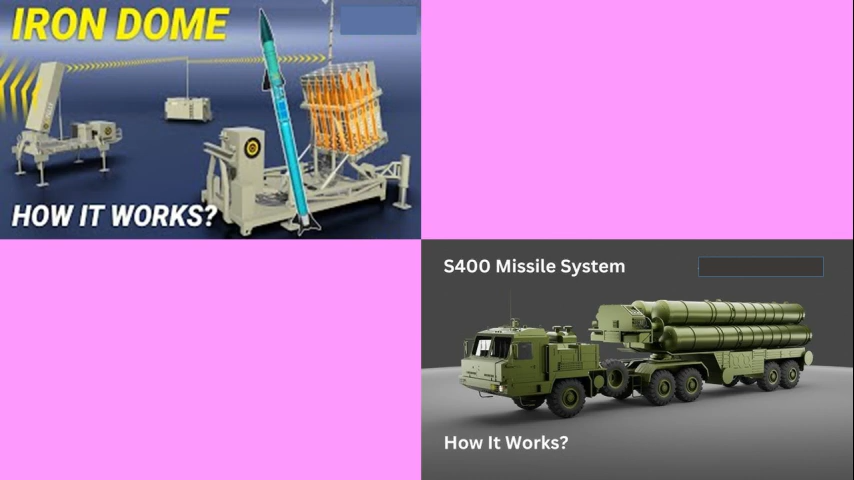 IRON DOME
HOW IT WORKS?
S400 Missile System
How It Works?